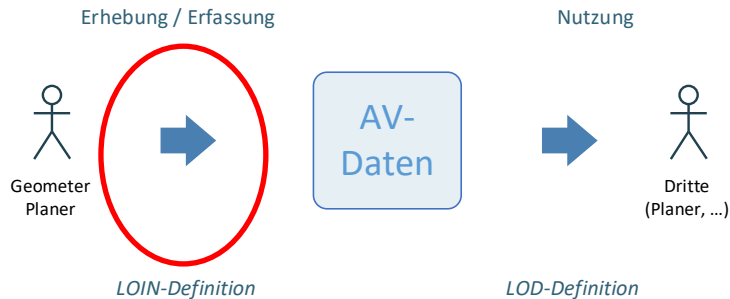 Erhebung / Erfassung
Nutzung
AV-
Daten
Geometer
Planer
Dritte
(Planer, ...)
LOIN-Definition
LOD-Definition